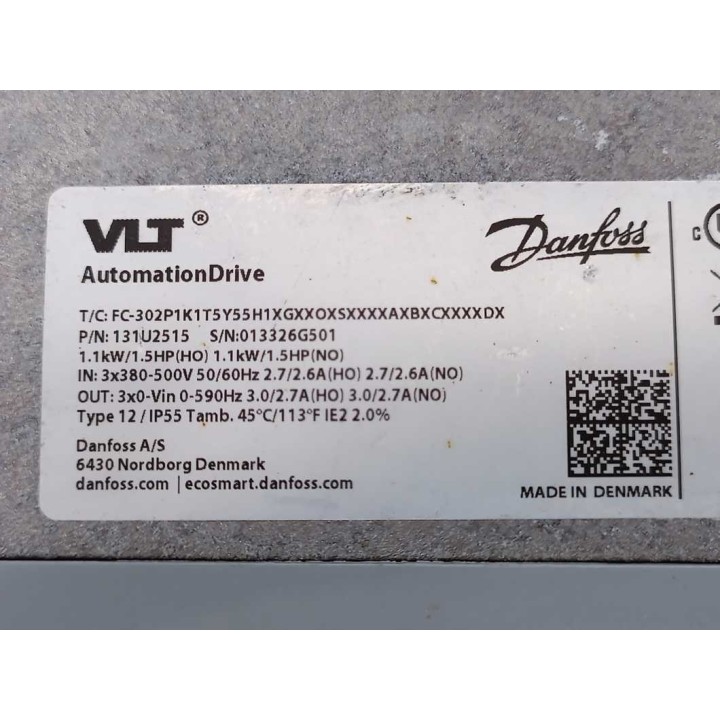 VLT®
Danfoss
AutomationDrive
T/C: FC-302P1K1T5Y55H1XGXXOXSXXXXAXBXCXXXXDX
P/N: 131U2515 S/N:013326G501
1.1kW/1.5HP(HO) 1.1kW/1.5HP(NO)
IN: 3x380-500V 50/60Hz 2.7/2.6A(HO) 2.7/2.6A(NO)
OUT: 3x0-Vin 0-590Hz 3.0/2.7A(HO) 3.0/2.7A(NO)
Type 12 / IP55 Tamb. 45°C/113°F IE2 2.0%
Danfoss A/S
6430 Nordborg Denmark
danfoss.com | ecosmart.danfoss.com
MADE IN DENMARK
C